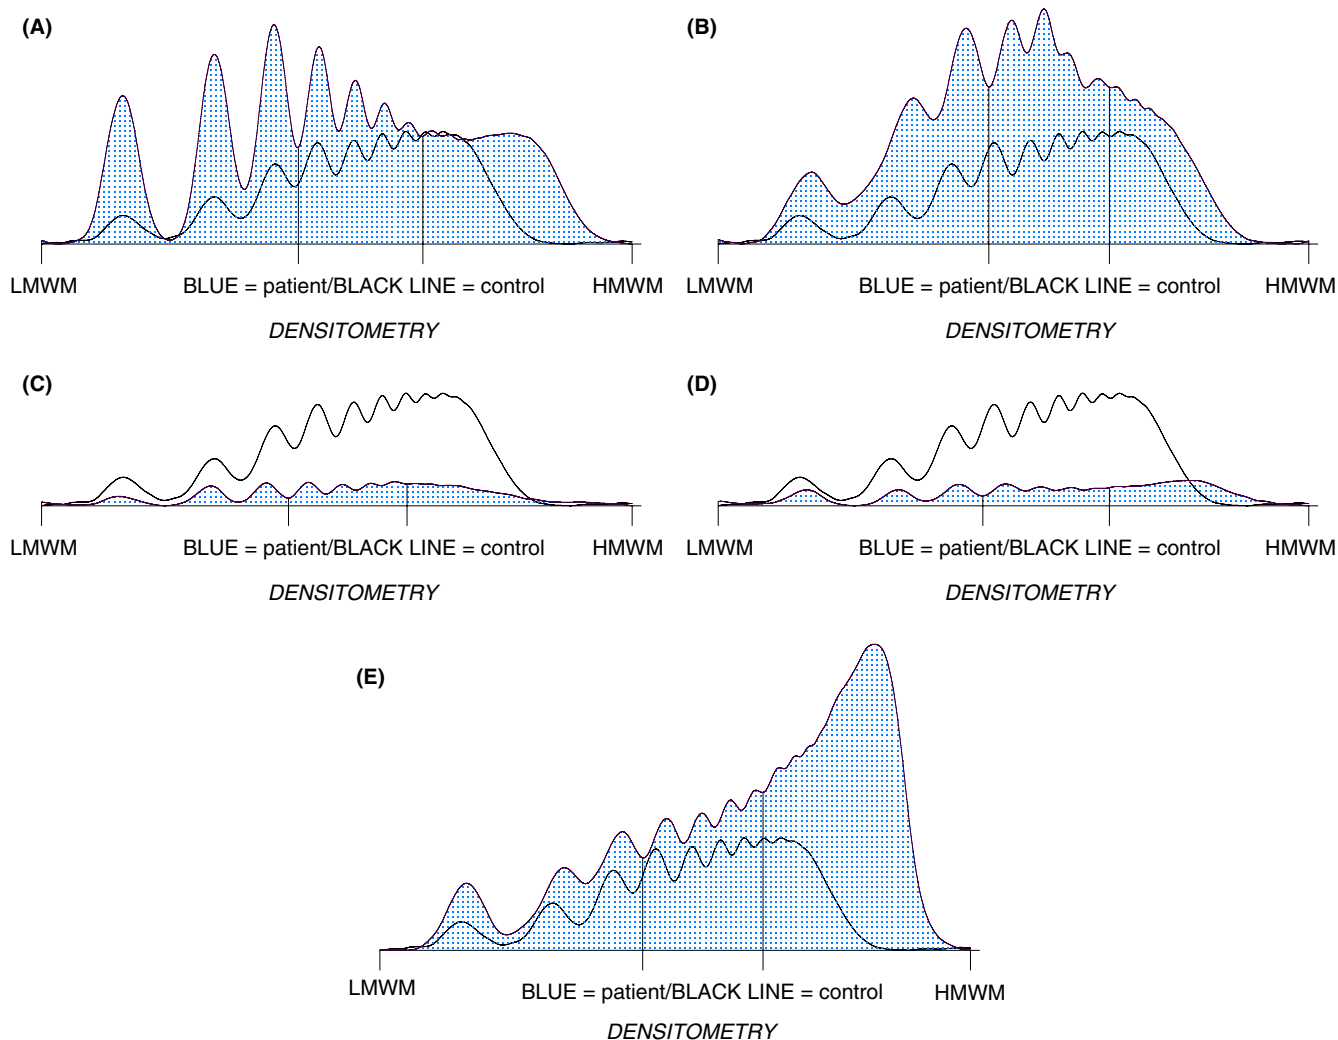 (A)
LMWM BLUE = patient/BLACK LINE = control HMWM
DENSITOMETRY
(B)
LMWM BLUE = patient/BLACK LINE = control HMWM
DENSITOMETRY
(C)
LMWM BLUE = patient/BLACK LINE = control HMWM
DENSITOMETRY
(D)
LMWM BLUE = patient/BLACK LINE = control HMWM
DENSITOMETRY
(E)
LMWM BLUE = patient/BLACK LINE = control HMWM
DENSITOMETRY